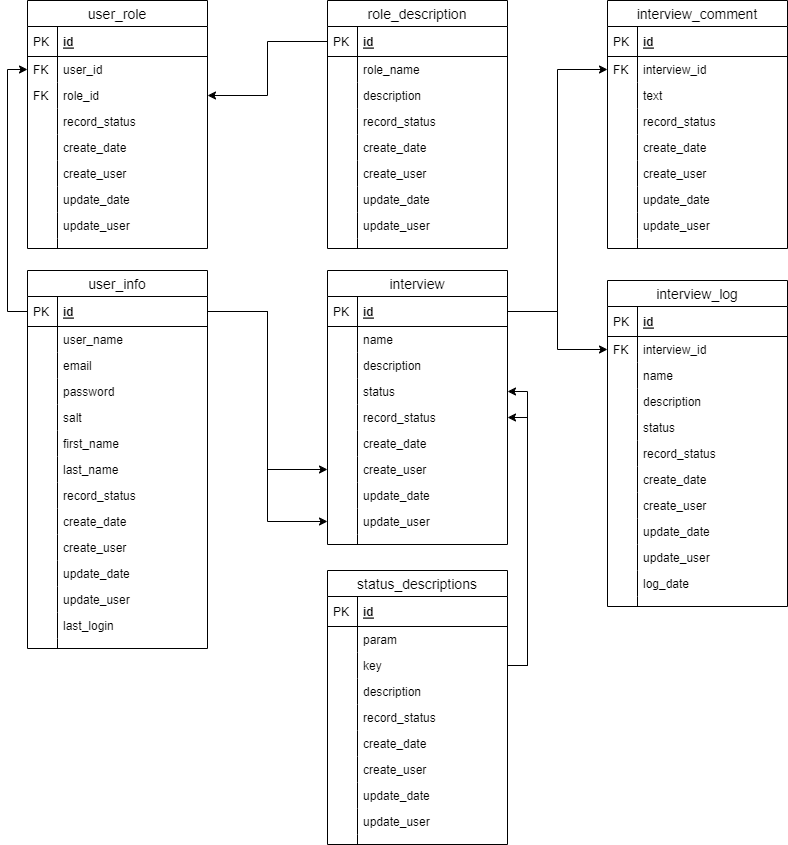 user_role
PK id
FK user_id
FK role_id
record_status
create_date
create_user
update_date
update_user
role_description
PK id
role_name
description
record_status
create_date
create_user
update_date
update_user
interview_comment
PK id
FK interview_id
text
record_status
create_date
create_user
update_date
update_user
user_info
PK id
user_name
email
password
salt
first_name
last_name
record_status
create_date
create_user
update_date
update_user
last_login
interview
PK id
name
description
status
record_status
create_date
create_user
update_date
update_user
interview_log
PK id
FK interview_id
name
description
status
record_status
create_date
create_user
update_date
update_user
log_date
status_descriptions
PK id
param
key
description
record_status
create_date
create_user
update_date
update_user